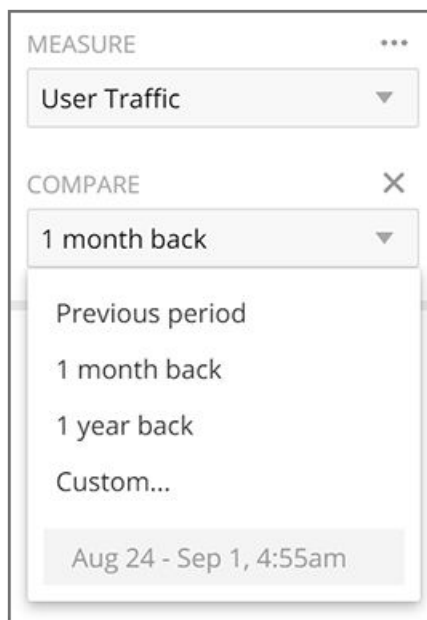 MEASURE
User Traffic
COMPARE
1 month back
Previous period
1 month back
1 year back
Custom...
Aug 24 - Sep 1, 4:55am